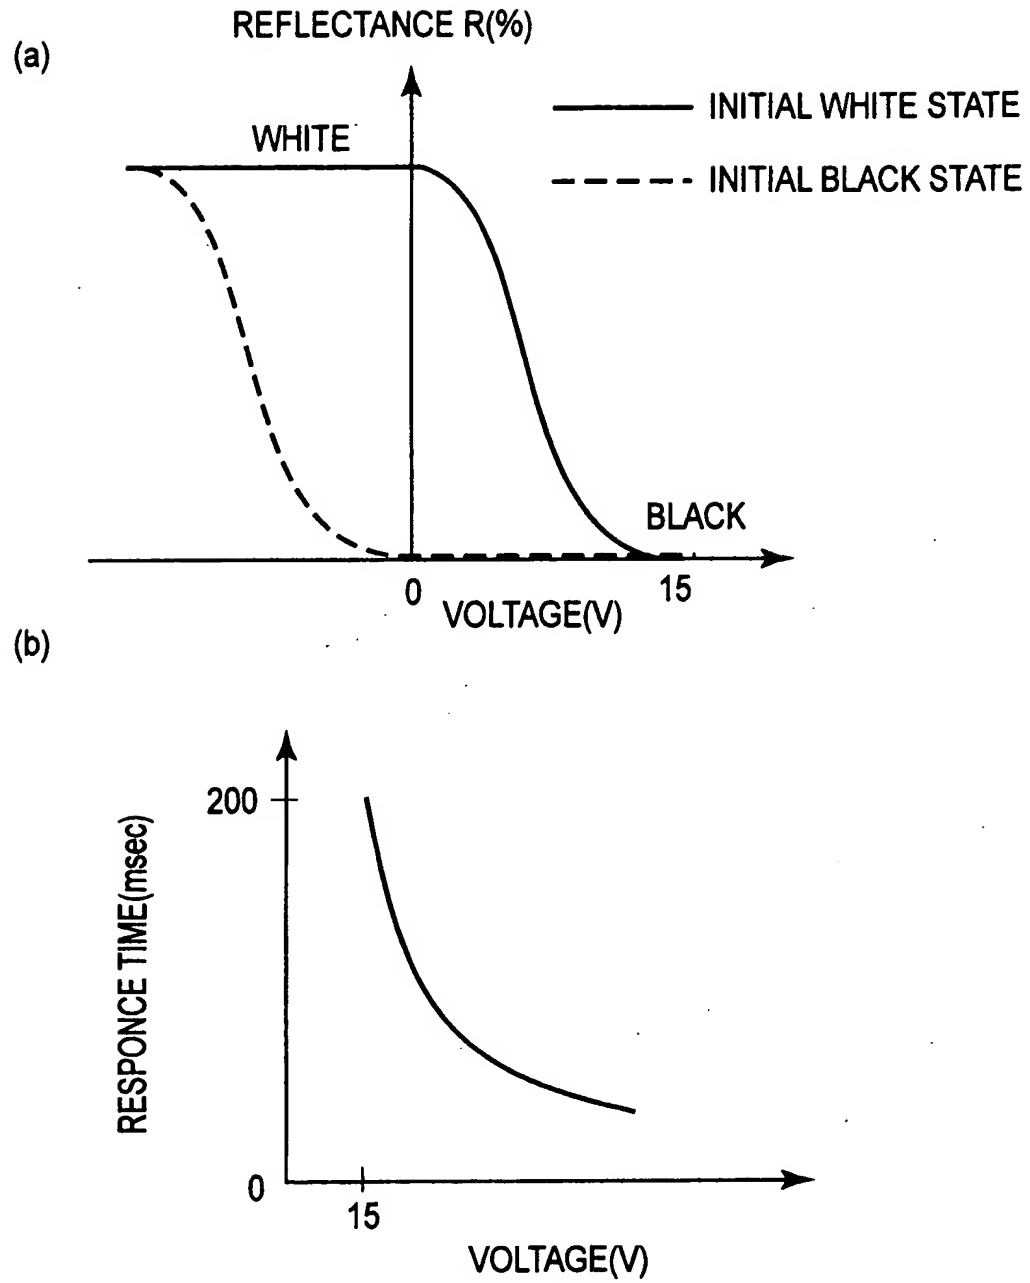 (a)
REFLECTANCE R(%)
INITIAL WHITE STATE
INITIAL BLACK STATE
WHITE
BLACK
0
15
VOLTAGE(V)
(b)
RESPONCE TIME(msec)
200
0
15
VOLTAGE(V)